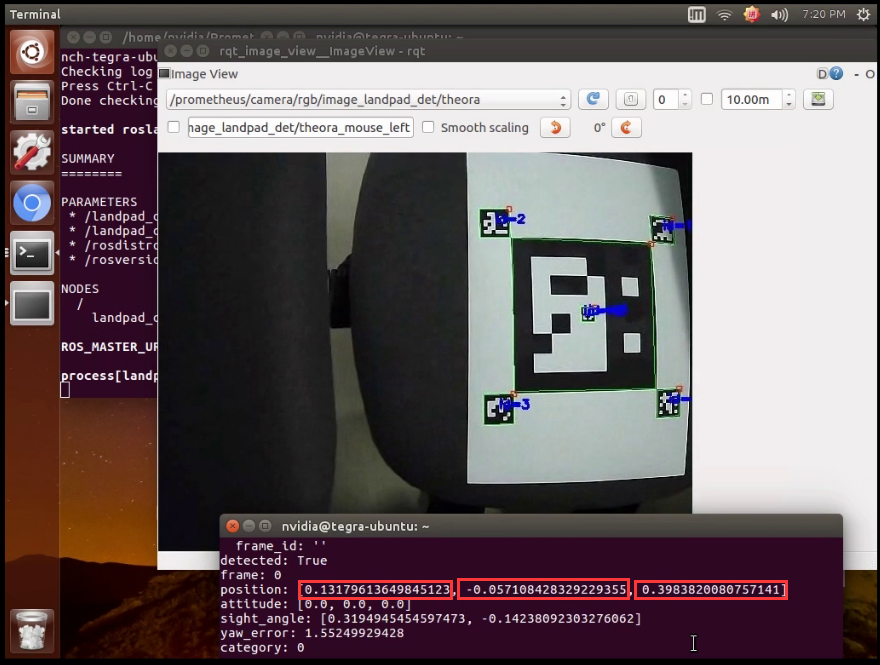 Terminal
7:20 PM
/home/nvidia/Promet
nvidia@tegra-ubuntu: ~
rqt_image_view__ImageView - rqt
nch-tegra-ubu
Checking log
Press Ctrl-C
Done checking
started rosla
SUMMARY
========
PARAMETERS
* /landpad_d
* /landpad_
* /rosdistro
* /rosversio
NODES
/
landpad_d
ROS_MASTER_UR
process[landp
Image View
D
- O
/prometheus/camera/rgb/image_landpad_det/theora
0
10.00m
nage_landpad_det/theora_mouse_left
Smooth scaling
0°
nvidia@tegra-ubuntu: ~
frame_id: ''
detected: True
frame: 0
position: [0.13179613649845123, -0.057108428329229355, 0.3983820080757141]
attitude: [0.0, 0.0, 0.0]
sight_angle: [0.3194945454597473, -0.14238092303276062]
yaw_error: 1.55249929428
category: 0